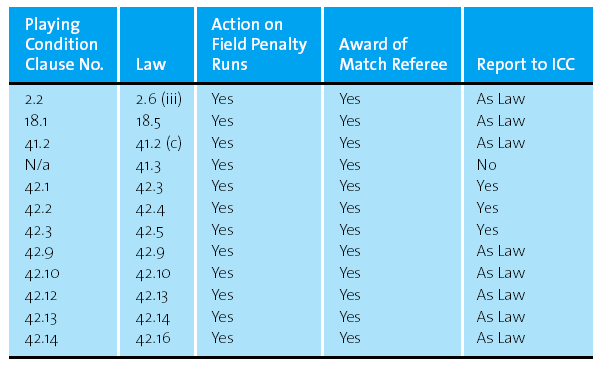 Playing Condition Clause No. Law Action on Field Penalty Runs Award of Match Referee Report to ICC
2.2 2.6 (iii) Yes Yes As Law
18.1 18.5 Yes Yes As Law
41.2 41.2 (c) Yes Yes As Law
N/a 41.3 Yes Yes No
42.1 42.3 Yes Yes Yes
42.2 42.4 Yes Yes Yes
42.3 42.5 Yes Yes Yes
42.9 42.9 Yes Yes As Law
42.10 42.10 Yes Yes As Law
42.12 42.13 Yes Yes As Law
42.13 42.14 Yes Yes As Law
42.14 42.16 Yes Yes As Law